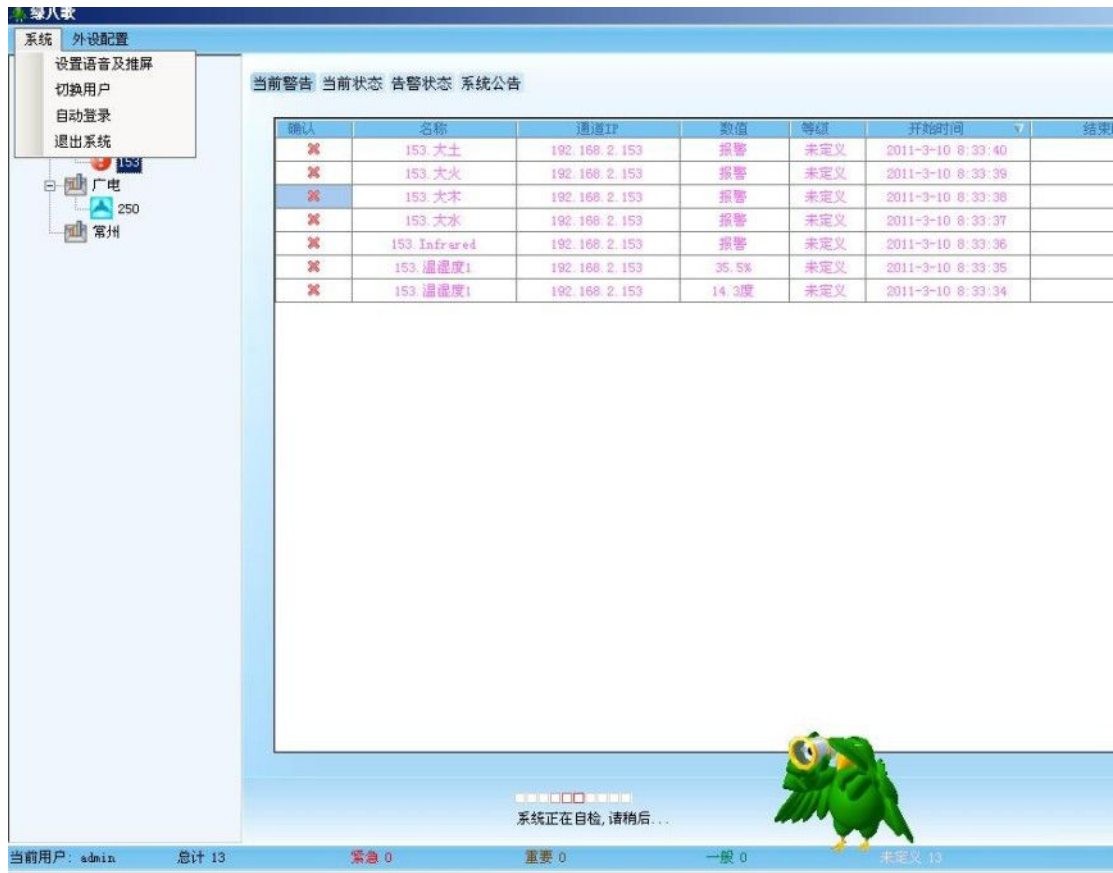 绿八歌
系统 外设配置
设置语音及推屏
切换用户
自动登录
退出系统
153
广电
250
常州
当前警告 当前状态 告警状态 系统公告
确认 名称 通道IP 数值 等级 开始时间
153.大土 192.168.2.153 报警 未定义 2011-3-10 8:33:40
153.大火 192.168.2.153 报警 未定义 2011-3-10 8:33:39
153.大木 192.168.2.153 报警 未定义 2011-3-10 8:33:38
153.大水 192.168.2.153 报警 未定义 2011-3-10 8:33:37
153.Infrared 192.168.2.153 报警 未定义 2011-3-10 8:33:36
153.温湿度1 192.168.2.153 35.5% 未定义 2011-3-10 8:33:35
153.温湿度1 192.168.2.153 14.3度 未定义 2011-3-10 8:33:34
系统正在自检,请稍后...
当前用户: admin 总计 13 紧急 0 重要 0 一般 0 未定义 13